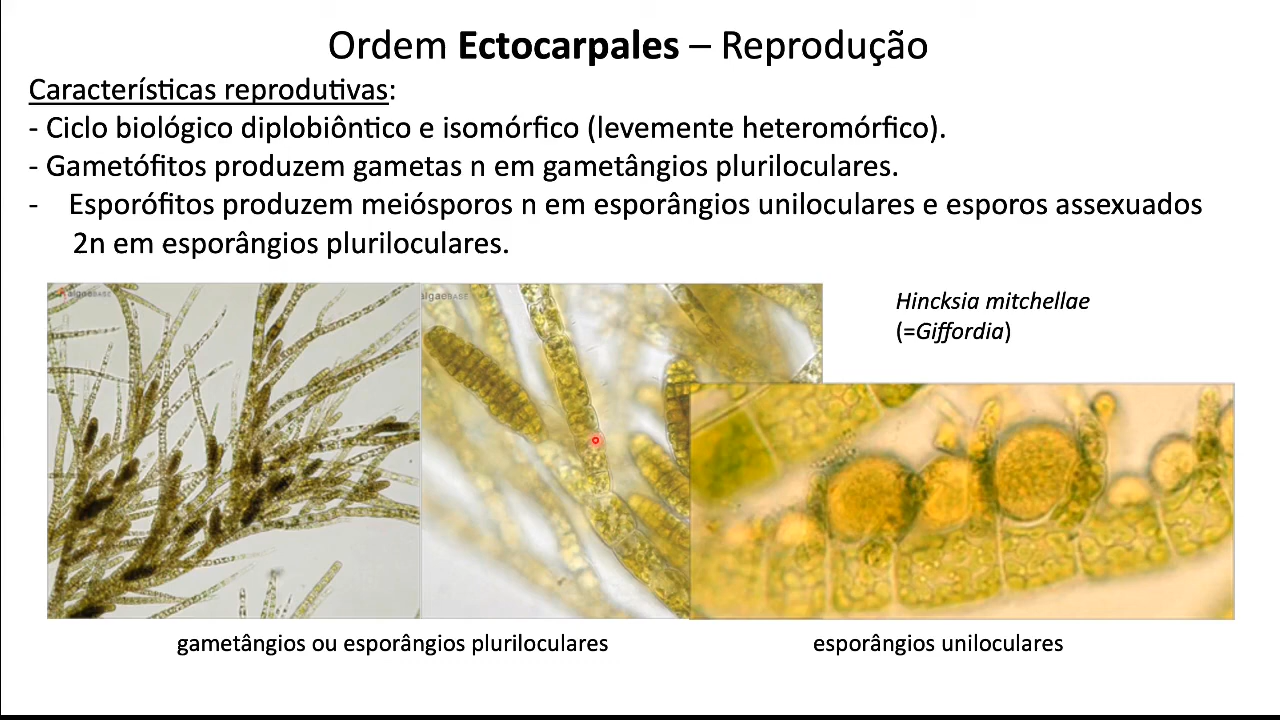 Ordem Ectocarpales – Reprodução
Características reprodutivas:
- Ciclo biológico diplobiôntico e isomórfico (levemente heteromórfico).
- Gametófitos produzem gametas n em gametângios pluriloculares.
- Esporófitos produzem meiósporos n em esporângios uniloculares e esporos assexuados
2n em esporângios pluriloculares.
algaeBASE
algaeBASE
Hincksia mitchellae
(=Giffordia)
gametângios ou esporângios pluriloculares
esporângios uniloculares